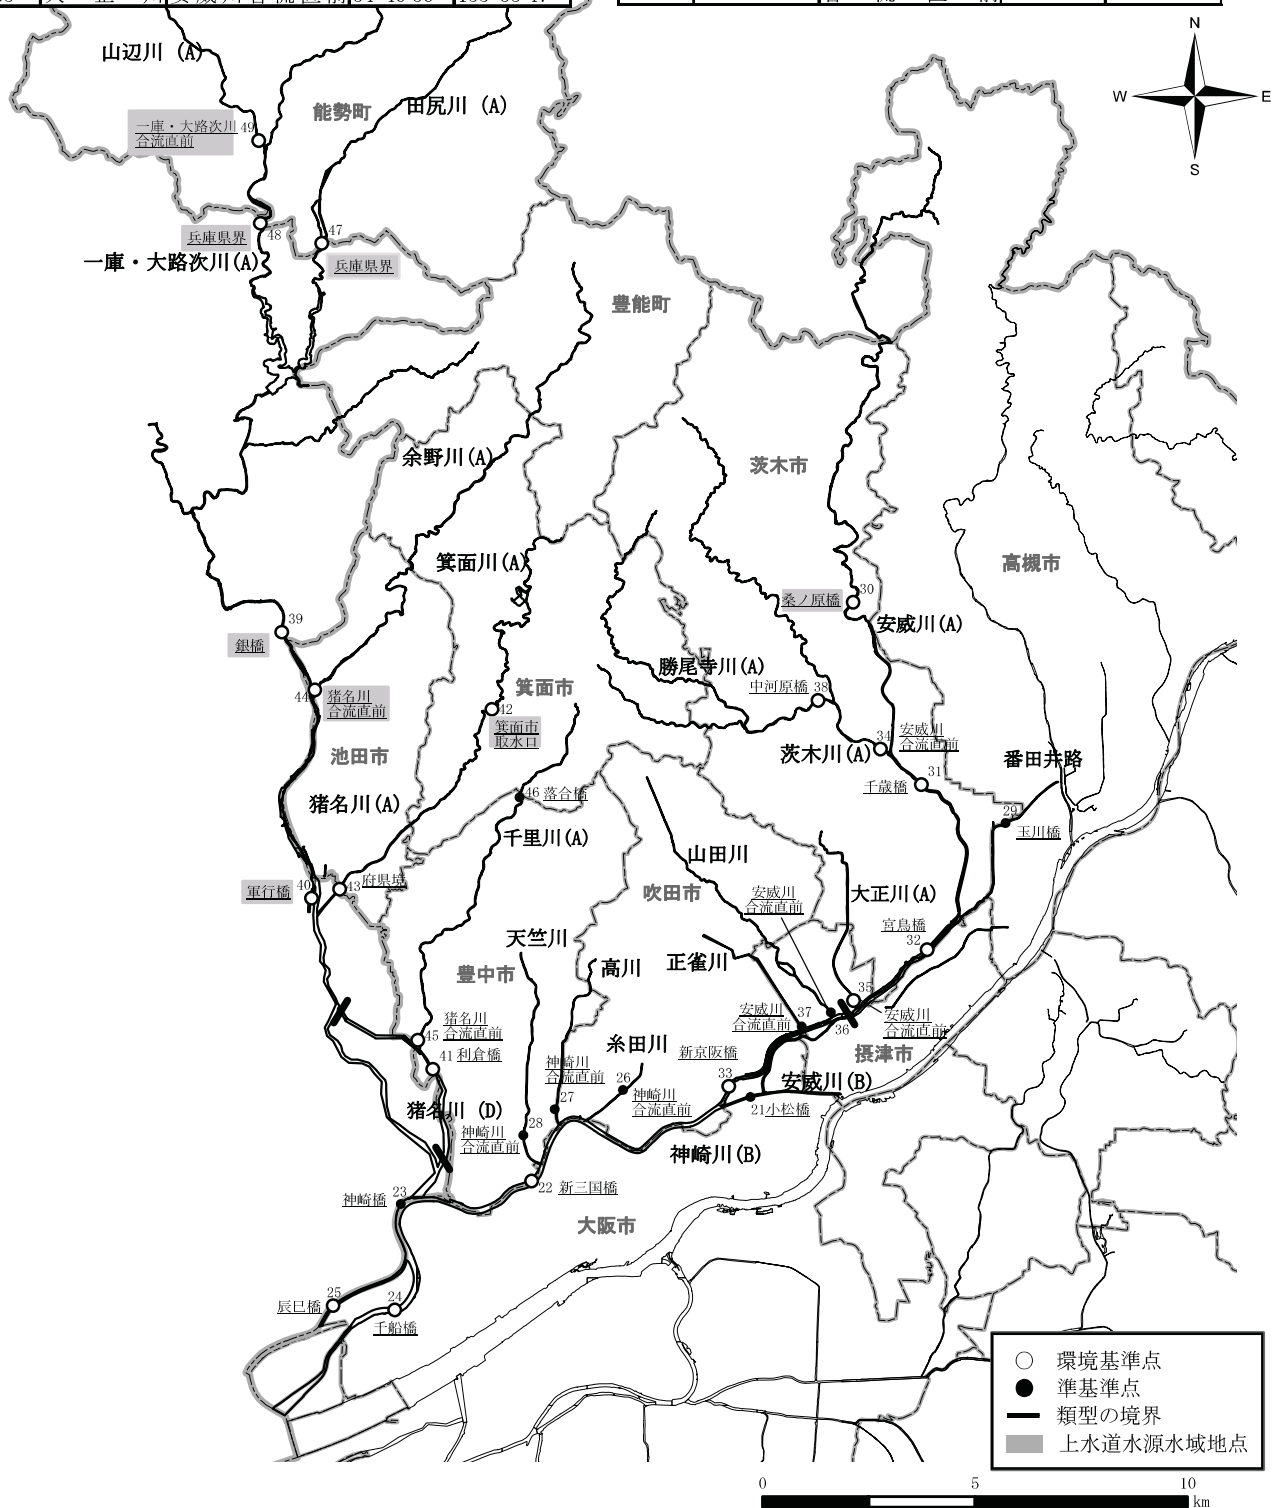 N
W
E
S
山辺川 (A)
能勢町
田尻川 (A)
一庫・大路次川
合流直前
49
兵庫県界
48
47
兵庫県界
一庫・大路次川(A)
豊能町
余野川(A)
茨木市
高槻市
箕面川(A)
桑ノ原橋
30
安威川(A)
39
銀橋
44
猪名川
合流直前
箕面市
42
箕面市
取水口
勝尾寺川(A)
中河原橋
38
池田市
茨木川(A)
34
安威川
合流直前
番田井路
31
千歳橋
猪名川(A)
46 落合橋
29
玉川橋
千里川(A)
山田川
軍行橋
40
43
府県境
吹田市
安威川
合流直前
大正川(A)
宮鳥橋
32
天竺川
豊中市
高川
正雀川
35
安威川
合流直前
猪名川
合流直前
45
安威川
合流直前
37
36
41 利倉橋
糸田川
新京阪橋
摂津市
神崎川
合流直前
26
神崎川
合流直前
33
安威川(B)
猪名川 (D)
27
21小松橋
神崎川
合流直前
28
神崎川(B)
神崎橋
23
22
新三国橋
大阪市
25
辰巳橋
24
千船橋
環境基準点
準基準点
類型の境界
上水道水源水域地点
0
5
10
km